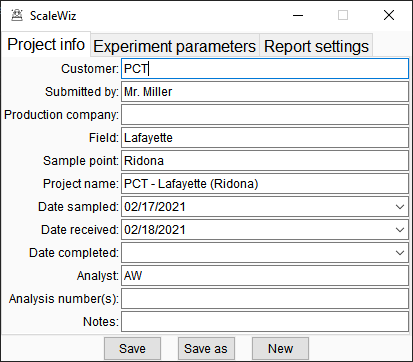 ScaleWiz
Project info Experiment parameters Report settings
Customer: PCT
Submitted by: Mr. Miller
Production company:
Field: Lafayette
Sample point: Ridona
Project name: PCT - Lafayette (Ridona)
Date sampled: 02/17/2021
Date received: 02/18/2021
Date completed:
Analyst: AW
Analysis number(s):
Notes:
Save Save as New